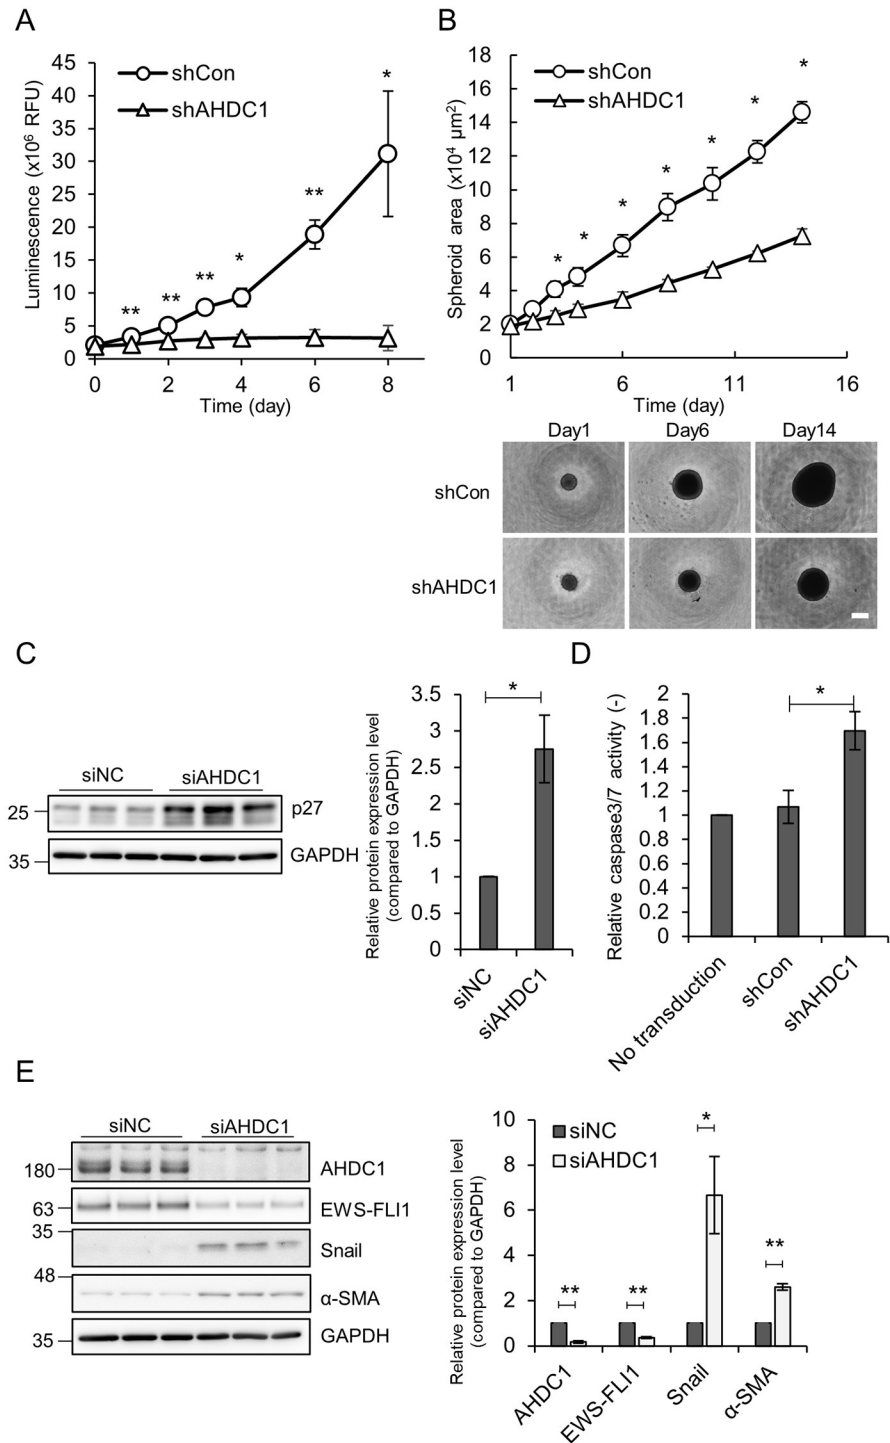 A
45
40
35
30
25
20
15
10
5
0
Luminescence (x10⁶ RFU)
shCon
shAHDC1
**
**
**
*
**
*
0
2
4
6
8
Time (day)
B
18
16
14
12
10
8
6
4
2
0
Spheroid area (x10⁴ µm²)
shCon
shAHDC1
*
*
*
*
*
*
*
1
6
11
16
Time (day)
Day1
Day6
Day14
shCon
shAHDC1
C
siNC
siAHDC1
25
p27
35
GAPDH
3.5
3
2.5
2
1.5
1
0.5
0
Relative protein expression level
(compared to GAPDH)
*
siNC
siAHDC1
D
2
1.8
1.6
1.4
1.2
1
0.8
0.6
0.4
0.2
0
Relative caspase3/7 activity (-)
*
No transduction
shCon
shAHDC1
E
siNC
siAHDC1
180
AHDC1
63
EWS-FLI1
35
Snail
48
α-SMA
35
GAPDH
10
8
6
4
2
0
Relative protein expression level
(compared to GAPDH)
siNC
siAHDC1
**
**
*
**
AHDC1
EWS-FLI1
Snail
α-SMA